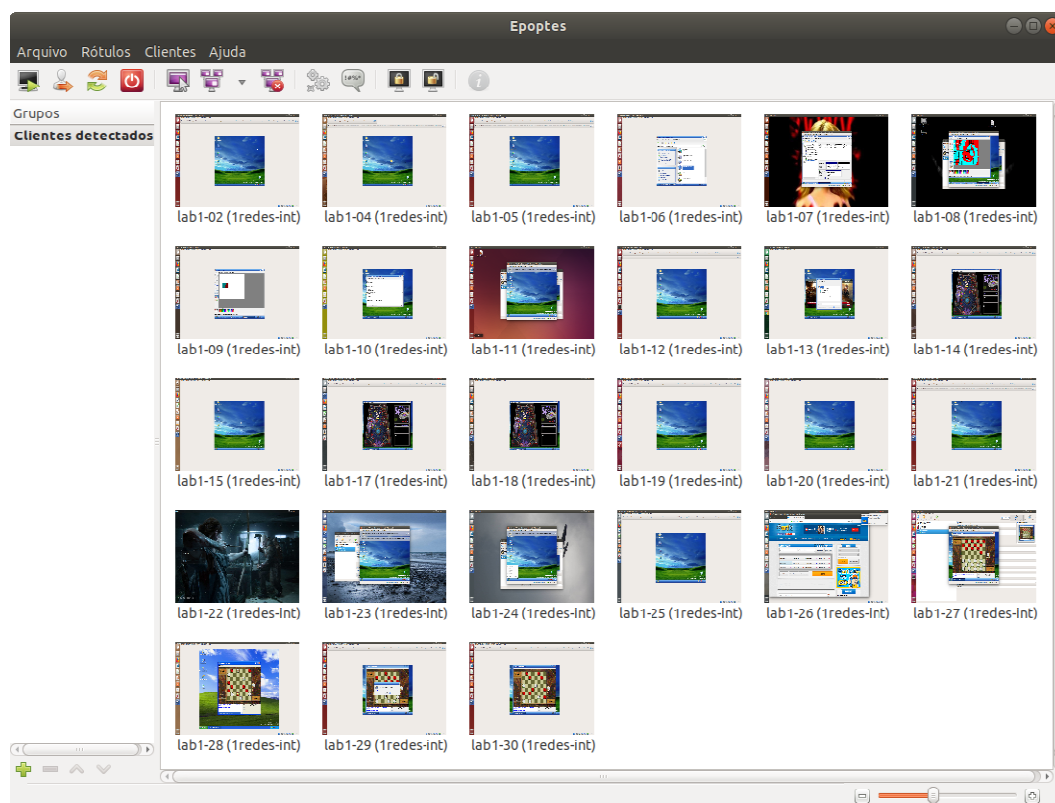 Epoptes
Arquivo Rótulos Clientes Ajuda
Grupos
Clientes detectados
lab1-02 (1redes-int) lab1-04 (1redes-int) lab1-05 (1redes-int) lab1-06 (1redes-int) lab1-07 (1redes-int) lab1-08 (1redes-int)
lab1-09 (1redes-int) lab1-10 (1redes-int) lab1-11 (1redes-int) lab1-12 (1redes-int) lab1-13 (1redes-int) lab1-14 (1redes-int)
lab1-15 (1redes-int) lab1-17 (1redes-int) lab1-18 (1redes-int) lab1-19 (1redes-int) lab1-20 (1redes-int) lab1-21 (1redes-int)
lab1-22 (1redes-int) lab1-23 (1redes-int) lab1-24 (1redes-int) lab1-25 (1redes-int) lab1-26 (1redes-int) lab1-27 (1redes-int)
lab1-28 (1redes-int) lab1-29 (1redes-int) lab1-30 (1redes-int)